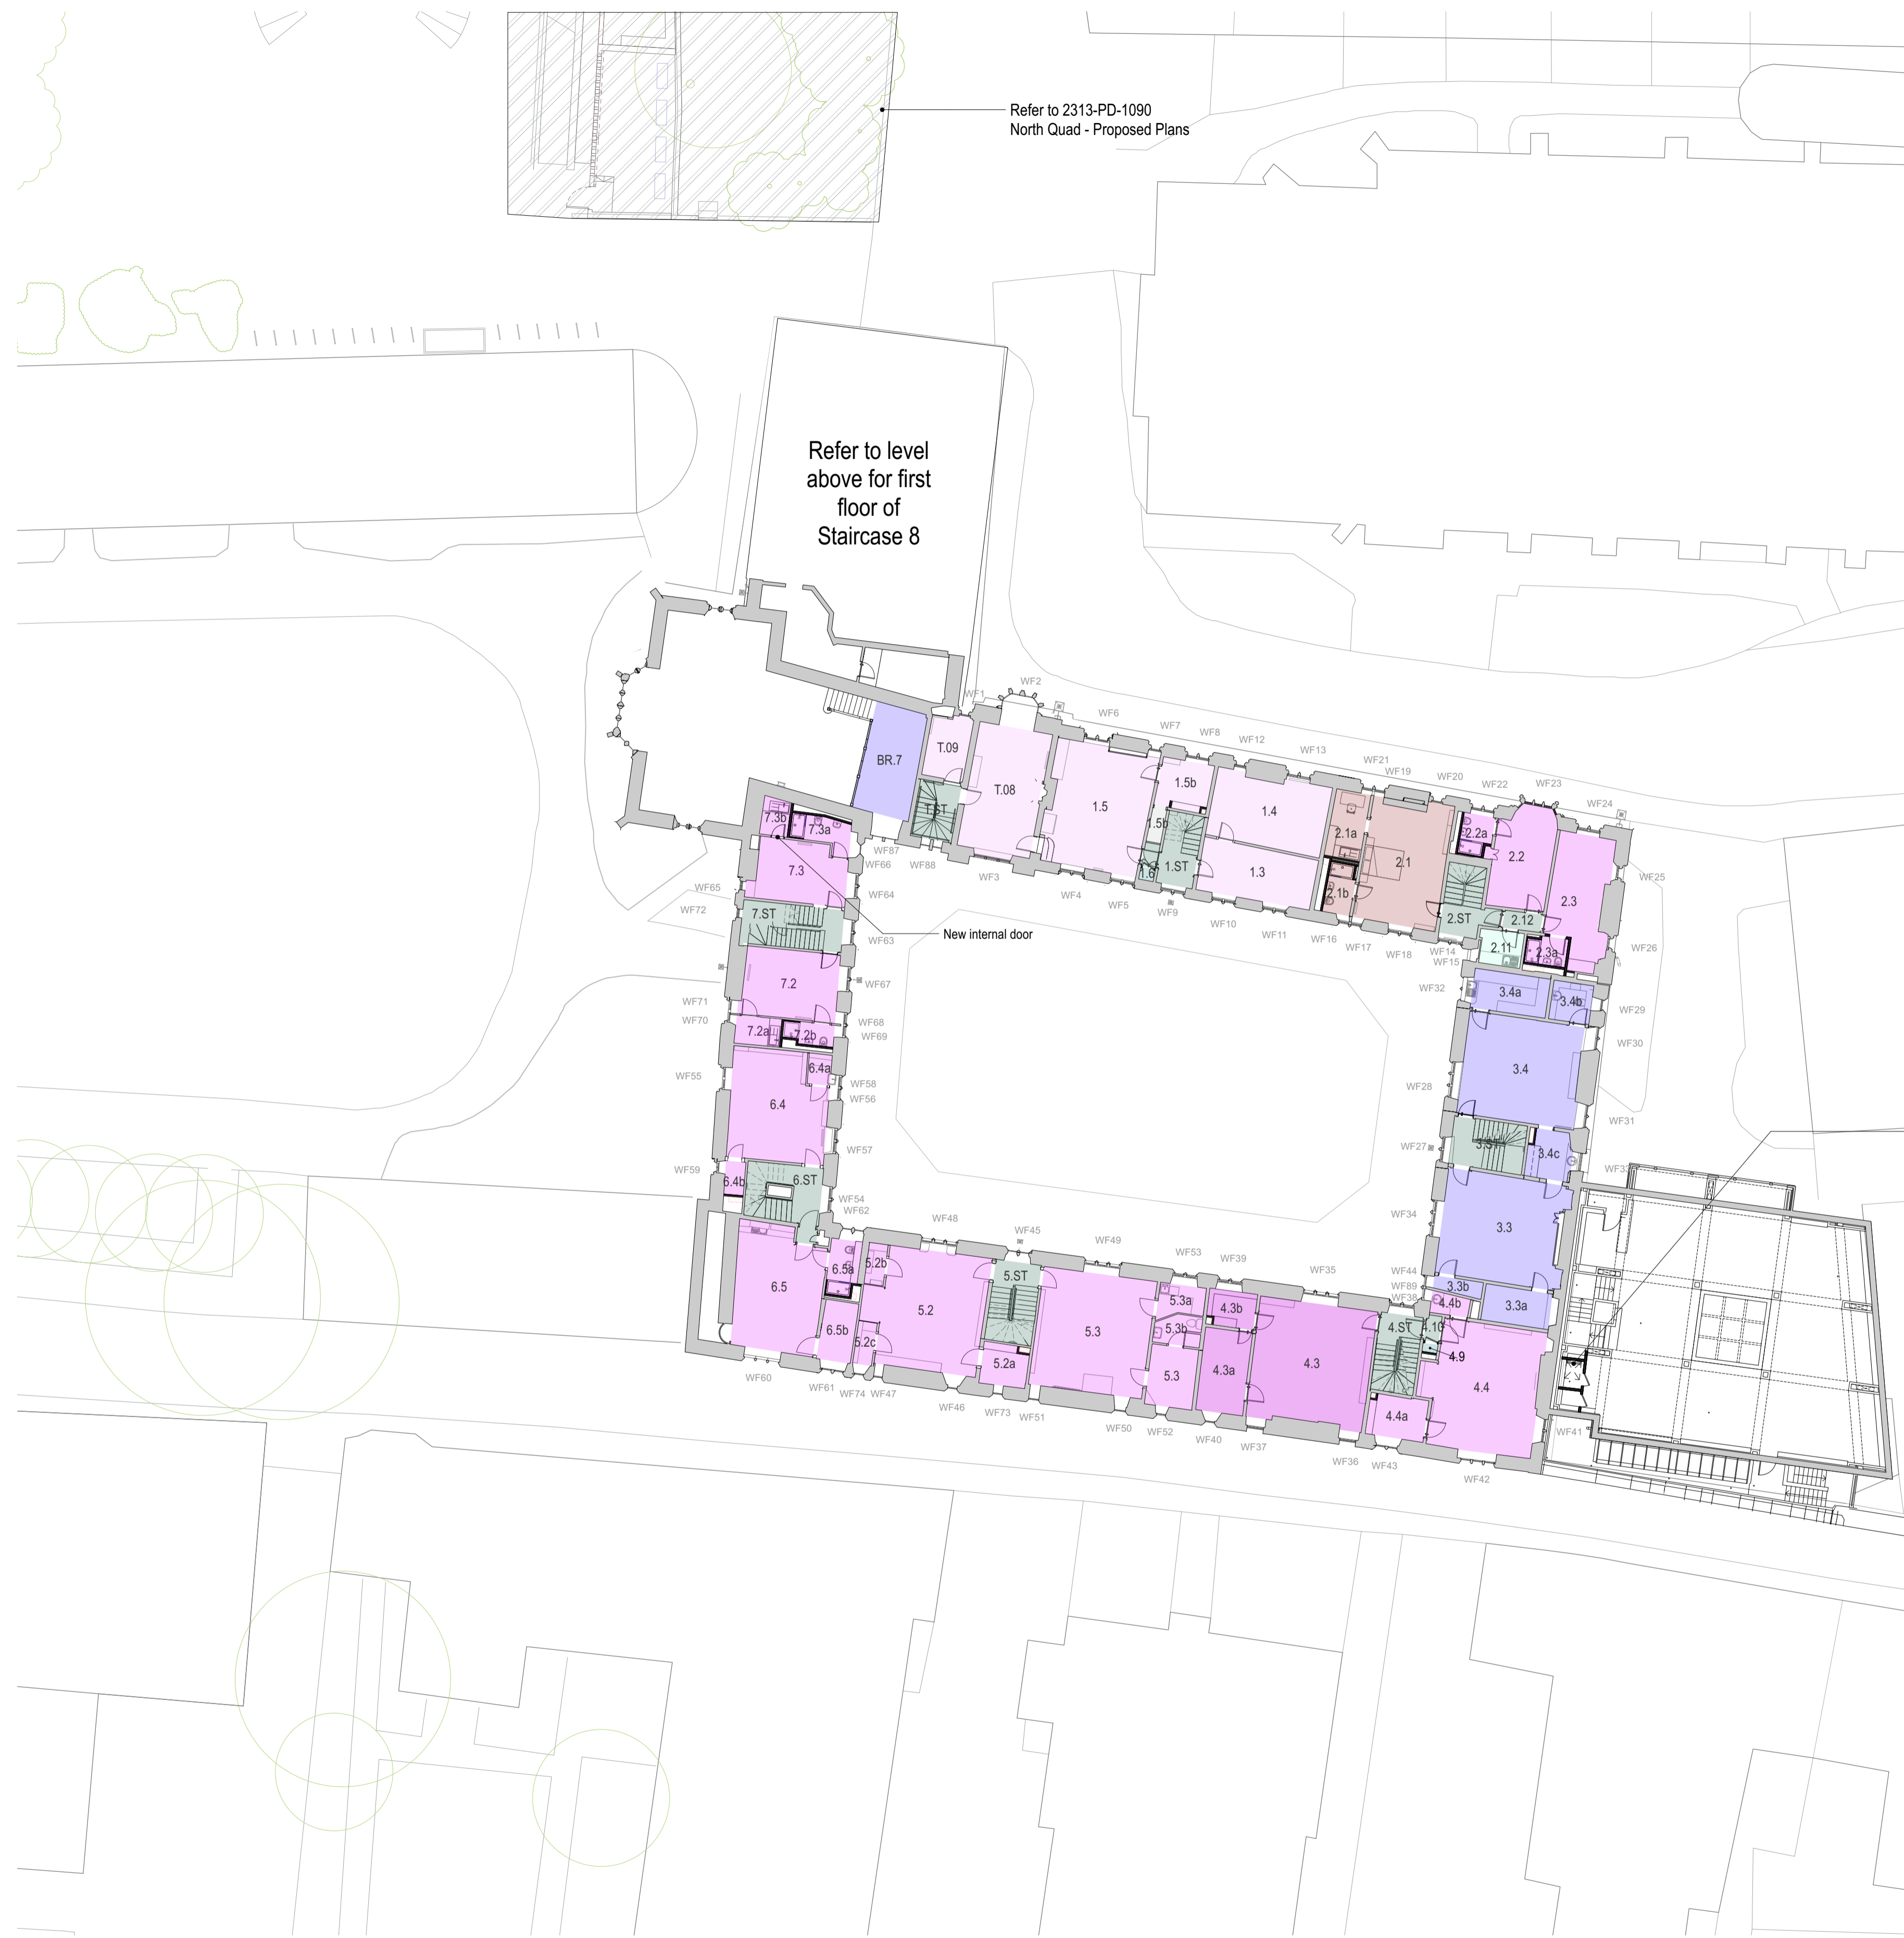 Refer to 2313-PD-1090
North Quad - Proposed Plans
Refer to level
above for first
floor of
Staircase 8
WF1
WF2
WF6
WF7
WF8
WF12
WF13
WF21
WF19
WF20
WF22
WF23
WF24
T.09
BR.7
T.08
T.ST
1.5
1.5b
1.5b
1.6
1.ST
1.4
1.3
2.1a
2.1
2.1b
2.2a
2.2
2.3
2.ST
2.12
2.11
2.3a
WF25
WF26
WF87
WF88
WF3
WF4
WF5
WF9
WF10
WF11
WF16
WF17
WF18
WF14
WF15
7.3b
7.3a
7.3
WF66
WF64
WF65
WF72
7.ST
WF63
New internal door
7.2
WF67
WF71
WF70
7.2a
7.2b
WF68
WF69
WF32
3.4a
3.4b
WF29
WF30
3.4
WF28
WF31
WF55
6.4a
6.4
WF58
WF56
WF57
WF27
3.ST
3.4c
WF33
WF59
6.4b
6.ST
WF54
WF62
WF34
3.3
WF48
WF45
WF49
WF53
WF39
WF35
WF44
WF89
WF38
3.3b
3.3a
6.5
6.5a
6.5b
5.2b
5.2
5.2c
5.ST
5.2a
5.3
5.3a
5.3b
5.3
4.3b
4.3a
4.3
4.ST
4.4b
4.10
4.9
4.4
4.4a
WF60
WF61
WF74
WF47
WF46
WF73
WF51
WF50
WF52
WF40
WF37
WF36
WF43
WF42
WF41